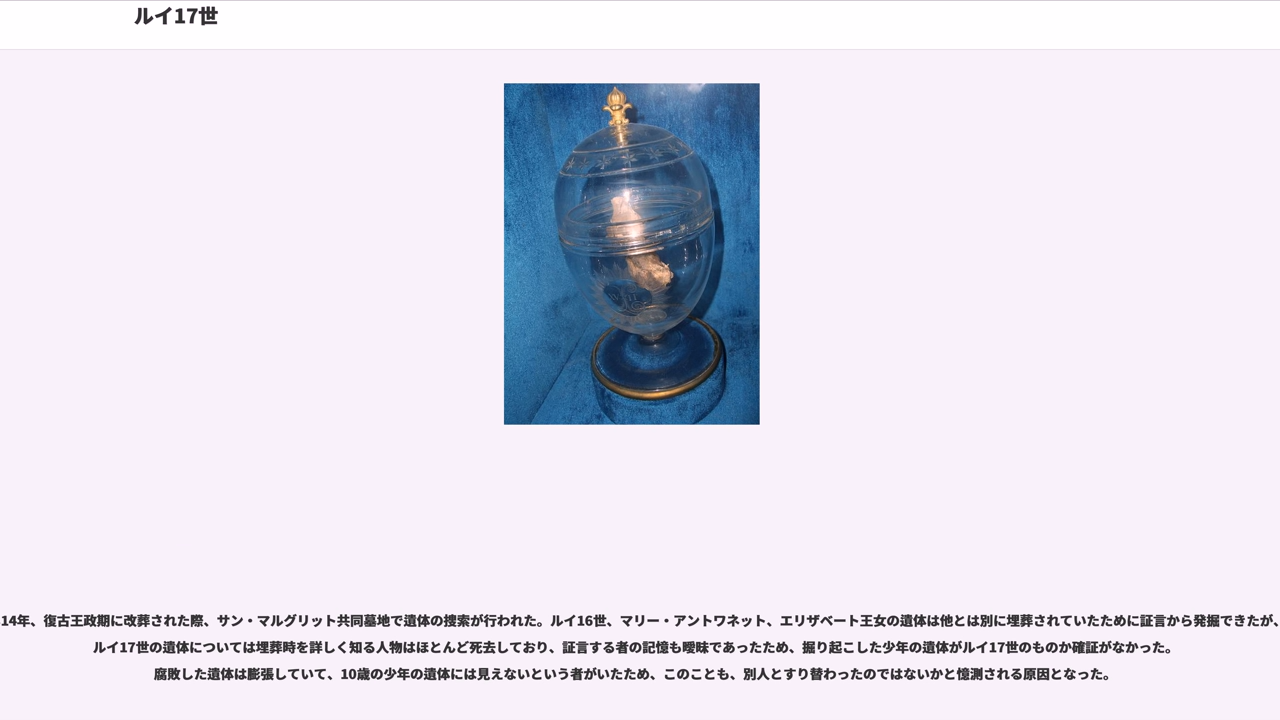 ルイ17世
14年、復古王政期に改葬された際、サン・マルグリット共同墓地で遺体の捜索が行われた。ルイ16世、マリー・アントワネット、エリザベート王女の遺体は他とは別に埋葬されていたために証言から発掘できたが、
ルイ17世の遺体については埋葬時を詳しく知る人物はほとんど死去しており、証言する者の記憶も曖昧であったため、掘り起こした少年の遺体がルイ17世のものか確証がなかった。
腐敗した遺体は膨張していて、10歳の少年の遺体には見えないという者がいたため、このことも、別人とすり替わったのではないかと憶測される原因となった。